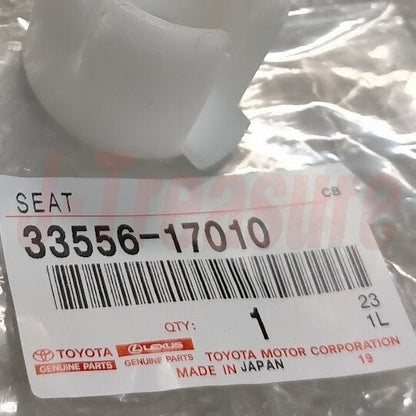 SEAT
CB
33556-17010
23
QTY: 1 1L
TOYOTA GENUINE PARTS LEXUS GENUINE PARTS TOYOTA MOTOR CORPORATION
MADE IN JAPAN 19
Treasure